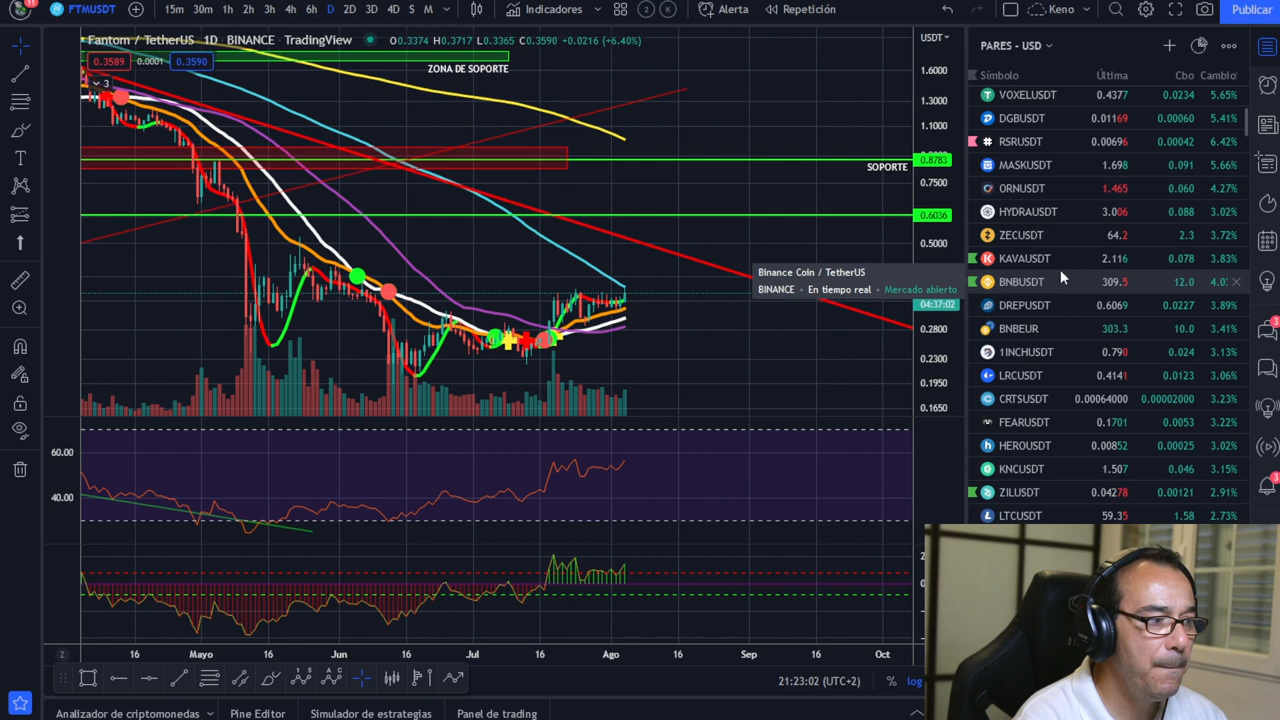 11
FTMUSDT
15m 30m 1h 2h 3h 4h 6h D 2D 3D 4D S M
Indicadores
2 K
Alerta
Repetición
Keno
Publicar
Fantom / TetherUS 1D BINANCE TradingView
O 0.3374 H 0.3717 L 0.3365 C 0.3590 +0.0216 (+6.40%)
0.3589 0.0001 0.3590
3
ZONA DE SOPORTE
SOPORTE
USDT
1.6000
1.3000
1.1000
0.8783
0.7500
0.6036
0.5000
04:37:02
0.2800
0.2300
0.1950
0.1650
Binance Coin / TetherUS
BINANCE • En tiempo real • Mercado abierto
60.00
40.00
2
0
Z
16 Mayo 16 Jun 16 Jul 16 Ago 16 Sep 16 Oct
21:23:02 (UTC+2)
% log
Analizador de criptomonedas
Pine Editor
Simulador de estrategias
Panel de trading
PARES - USD
Símbolo Última Cbo Cambio
VOXELUSDT 0.4377 0.0234 5.65%
DGBUSDT 0.01169 0.00060 5.41%
RSRUSDT 0.00696 0.00042 6.42%
MASKUSDT 1.698 0.091 5.66%
ORNUSDT 1.465 0.060 4.27%
HYDRAUSDT 3.006 0.088 3.02%
ZECUSDT 64.2 2.3 3.72%
KAVAUSDT 2.116 0.078 3.83%
BNBUSDT 309.5 12.0
DREPUSDT 0.6069 0.0227 3.89%
BNBEUR 303.3 10.0 3.41%
1INCHUSDT 0.790 0.024 3.13%
LRCUSDT 0.4141 0.0123 3.06%
CRTSUSDT 0.00064000 0.00002000 3.23%
FEARUSDT 0.1701 0.0053 3.22%
HEROUSDT 0.00852 0.00025 3.02%
KNCUSDT 1.507 0.046 3.15%
ZILUSDT 0.04278 0.00121 2.91%
LTCUSDT 59.35 1.58 2.73%